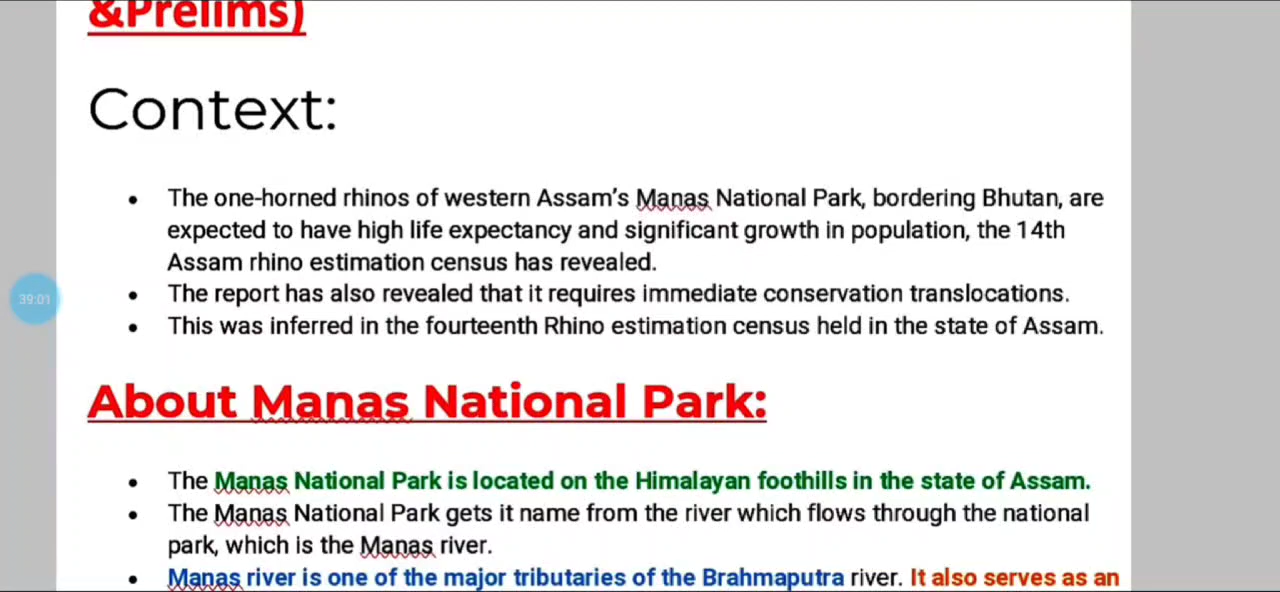 &Prelims)
Context:
• The one-horned rhinos of western Assam's Manas National Park, bordering Bhutan, are
expected to have high life expectancy and significant growth in population, the 14th
Assam rhino estimation census has revealed.
• The report has also revealed that it requires immediate conservation translocations.
39:01
• This was inferred in the fourteenth Rhino estimation census held in the state of Assam.
About Manas National Park:
• The Manas National Park is located on the Himalayan foothills in the state of Assam.
• The Manas National Park gets it name from the river which flows through the national
park, which is the Manas river.
• Manas river is one of the major tributaries of the Brahmaputra river. It also serves as an